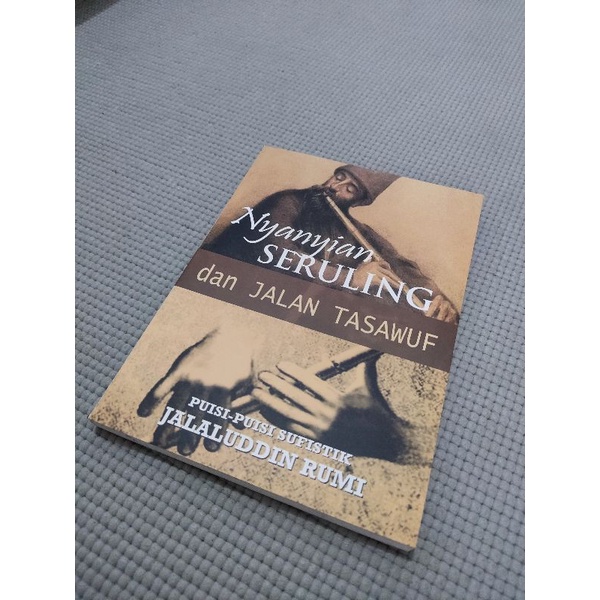 Nyanyian
SERULING
dan JALAN TASAWUF
PUISI-PUISI SUFISTIK
JALALUDDIN RUMI